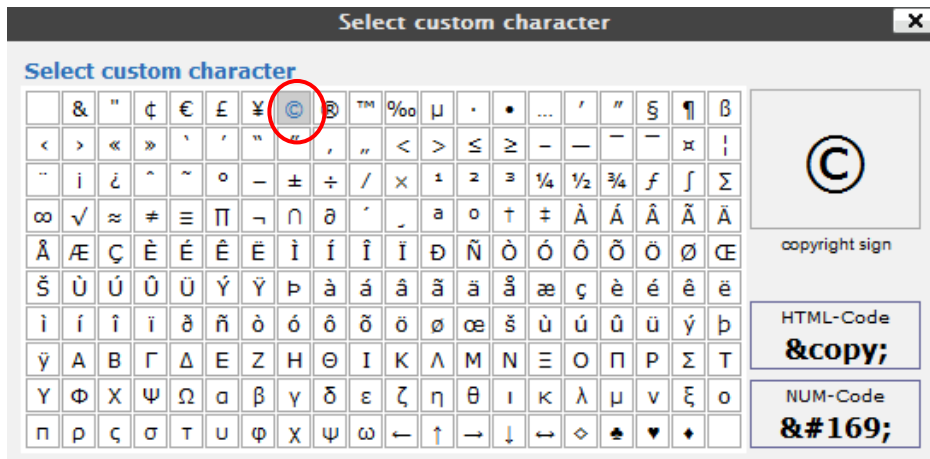 Select custom character x
Select custom character
& " ¢ € £ ¥ © ® ™ ‰ µ · • … ′ ″ § ¶ ß
‹ › « » ‘ ’ “ ” ‚ „ < > ≤ ≥ – — ¯ ‾ ¤ ¦
¨ ¡ ¿ ˆ ˜ ° − ± ÷ ⁄ × ¹ ² ³ ¼ ½ ¾ ƒ ∫ ∑
∞ √ ≈ ≠ ≡ ∏ ¬ ∩ ∂ ´ ¸ ª º † ‡ À Á Â Ã Ä
Å Æ Ç È É Ê Ë Ì Í Î Ï Ð Ñ Ò Ó Ô Õ Ö Ø Œ
Š Ù Ú Û Ü Ý Ÿ Þ à á â ã ä å æ ç è é ê ë
ì í î ï ð ñ ò ó ô õ ö ø œ š ù ú û ü ý þ
ÿ Α Β Γ Δ Ε Ζ Η Θ Ι Κ Λ Μ Ν Ξ Ο Π Ρ Σ Τ
Υ Φ Χ Ψ Ω α β γ δ ε ζ η θ ι κ λ μ ν ξ ο
π ρ ς σ τ υ φ χ ψ ω ← ↑ → ↓ ↔ ◊ ♣ ♥ ♦
©
copyright sign
HTML-Code
&copy;
NUM-Code
&#169;